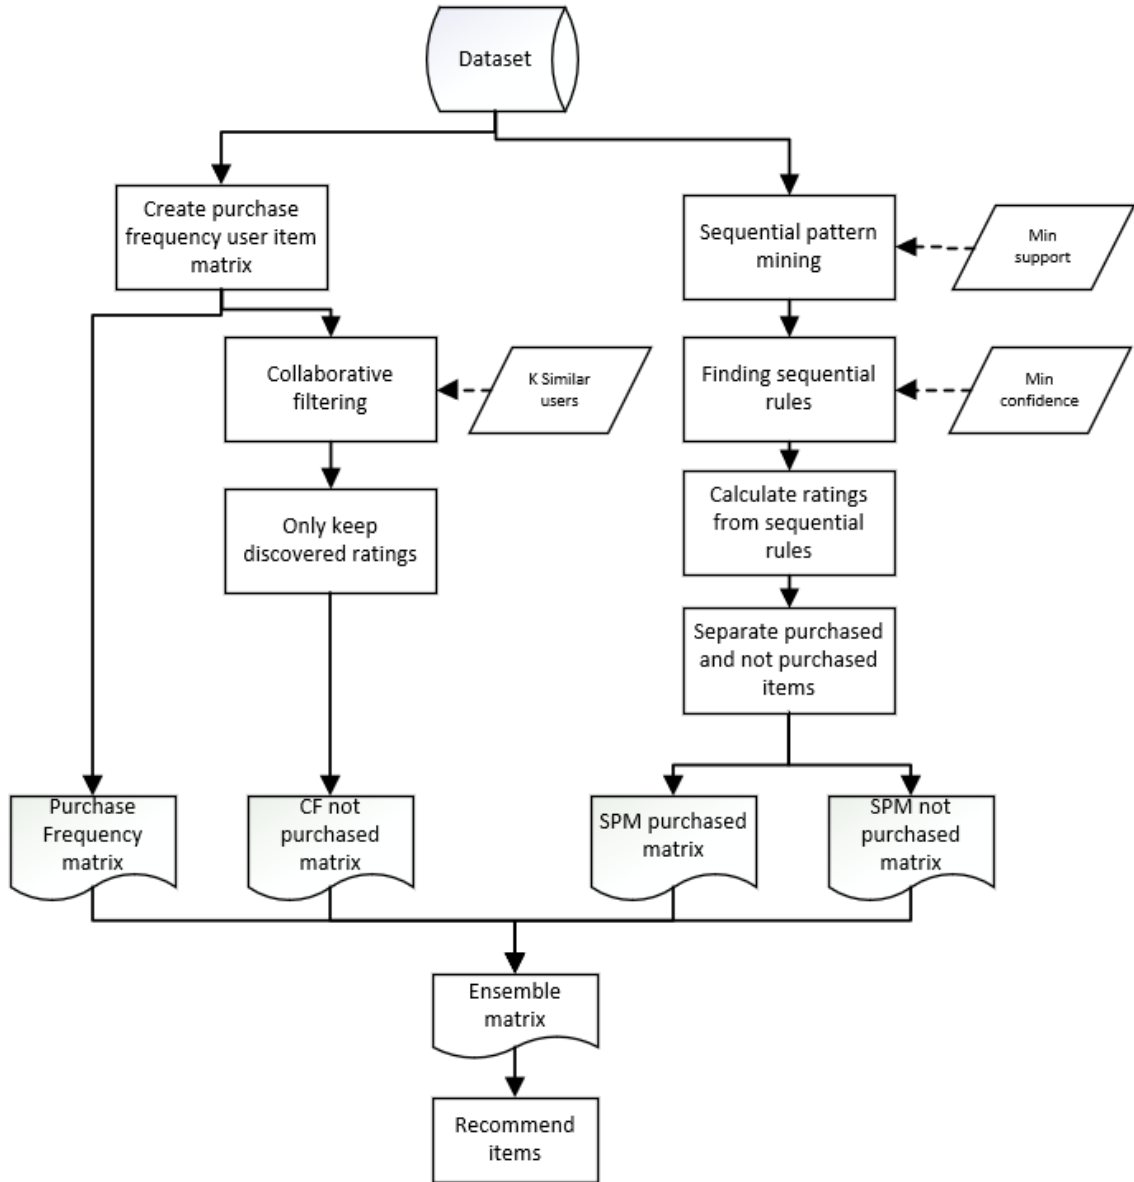 Dataset
Create purchase
frequency user item
matrix
Sequential pattern
mining
Min
support
Collaborative
filtering
K Similar
users
Finding sequential
rules
Min
confidence
Only keep
discovered ratings
Calculate ratings
from sequential
rules
Separate purchased
and not purchased
items
Purchase
Frequency
matrix
CF not
purchased
matrix
SPM purchased
matrix
SPM not
purchased
matrix
Ensemble
matrix
Recommend
items